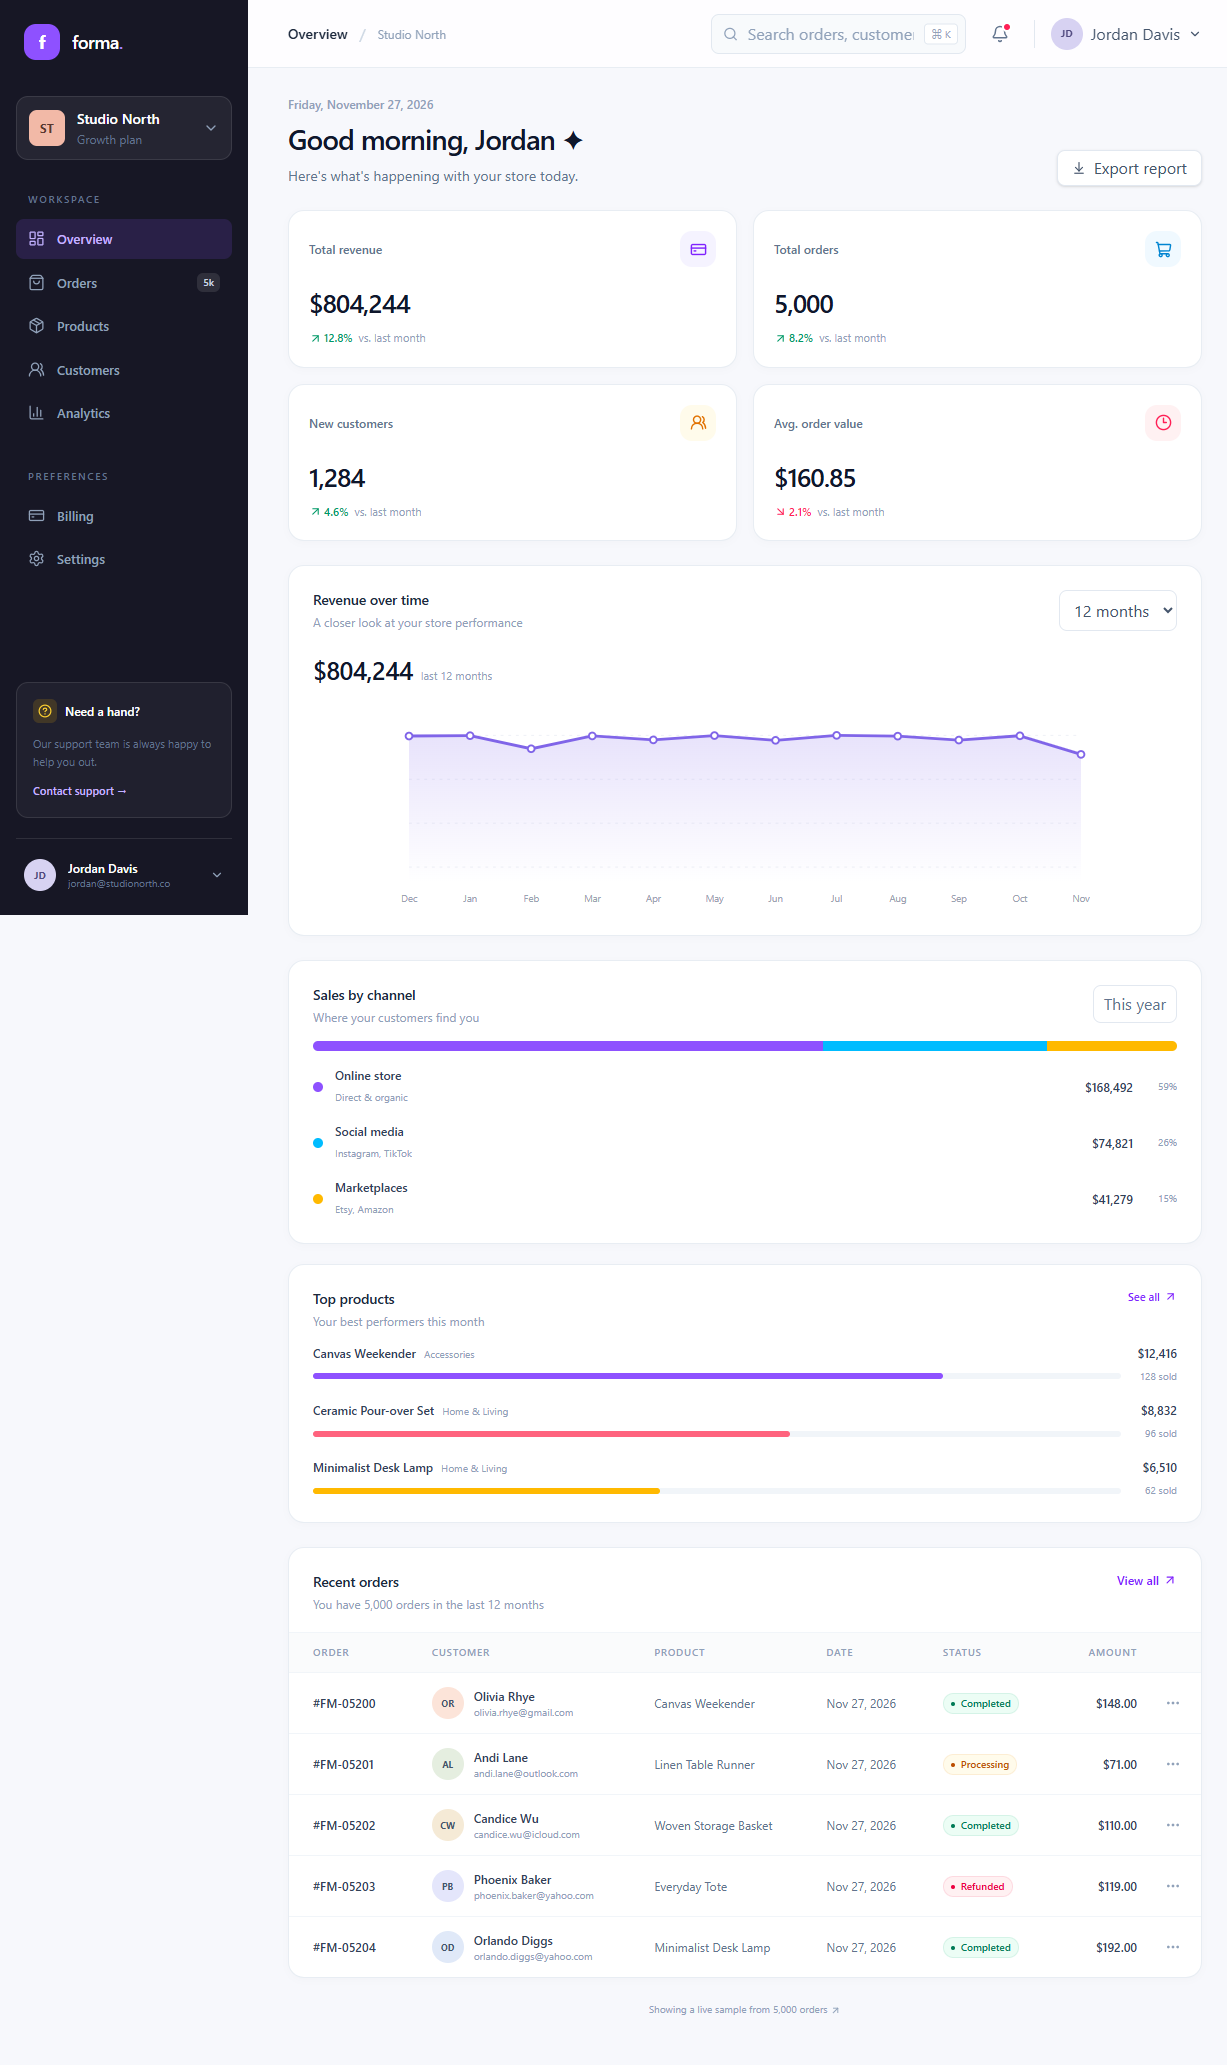 f forma.
ST Studio North
Growth plan
WORKSPACE
Overview
Orders 5k
Products
Customers
Analytics
PREFERENCES
Billing
Settings
Need a hand?
Our support team is always happy to
help you out.
Contact support →
JD Jordan Davis
jordan@studionorth.co
Overview / Studio North
Search orders, customer
⌘ K
JD Jordan Davis
Friday, November 27, 2026
Good morning, Jordan ✦
Here's what's happening with your store today.
Export report
Total revenue
$804,244
12.8% vs. last month
Total orders
5,000
8.2% vs. last month
New customers
1,284
4.6% vs. last month
Avg. order value
$160.85
2.1% vs. last month
Revenue over time
A closer look at your store performance
12 months
$804,244 last 12 months
Dec Jan Feb Mar Apr May Jun Jul Aug Sep Oct Nov
Sales by channel
Where your customers find you
This year
Online store
Direct & organic
$168,492 59%
Social media
Instagram, TikTok
$74,821 26%
Marketplaces
Etsy, Amazon
$41,279 15%
Top products
Your best performers this month
See all
Canvas Weekender Accessories $12,416
128 sold
Ceramic Pour-over Set Home & Living $8,832
96 sold
Minimalist Desk Lamp Home & Living $6,510
62 sold
Recent orders
You have 5,000 orders in the last 12 months
View all
ORDER CUSTOMER PRODUCT DATE STATUS AMOUNT
#FM-05200 OR Olivia Rhye Canvas Weekender Nov 27, 2026 Completed $148.00
olivia.rhye@gmail.com
#FM-05201 AL Andi Lane Linen Table Runner Nov 27, 2026 Processing $71.00
andi.lane@outlook.com
#FM-05202 CW Candice Wu Woven Storage Basket Nov 27, 2026 Completed $110.00
candice.wu@icloud.com
#FM-05203 PB Phoenix Baker Everyday Tote Nov 27, 2026 Refunded $119.00
phoenix.baker@yahoo.com
#FM-05204 OD Orlando Diggs Minimalist Desk Lamp Nov 27, 2026 Completed $192.00
orlando.diggs@yahoo.com
Showing a live sample from 5,000 orders